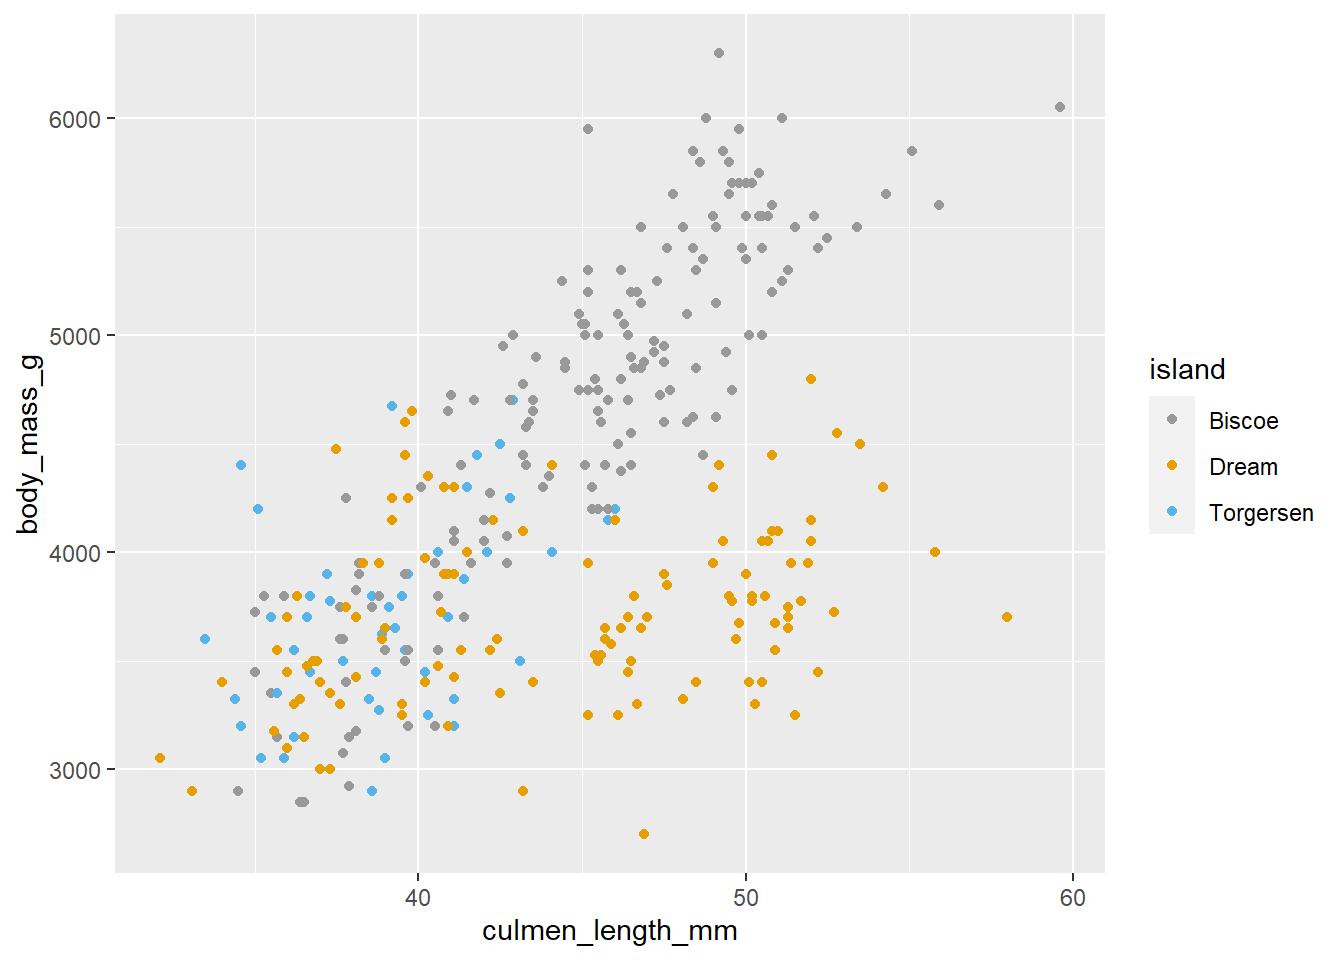 6000
5000
4000
3000
body_mass_g
40 50 60
culmen_length_mm
island
Biscoe
Dream
Torgersen